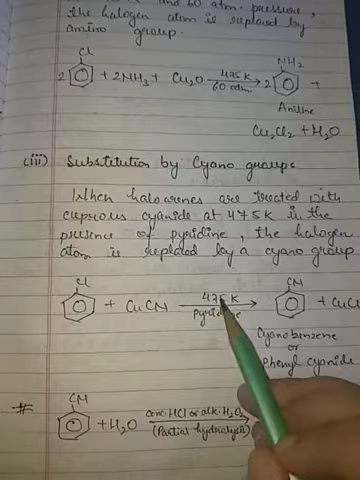 and 60 atm. pressure,
the halogen atom is replaced by
amino group.
Cl NH2
2 + 2NH3 + Cu2O 475 K 2 +
60 atm.
Aniline
Cu2Cl2 + H2O
(iii) Substitution by Cyano group:
When haloarenes are treated with
cuprous cyanide at 475K in the
presence of pyridine, the halogen
atom is replaced by a cyano group
Cl CN
+ CuCN 475 K + CuCl
Pyridine
Cyanobenzene
or
phenyl cyanide
# CN
+ H2O conc. HCl or alk. H2O2
(Partial hydrolysis)